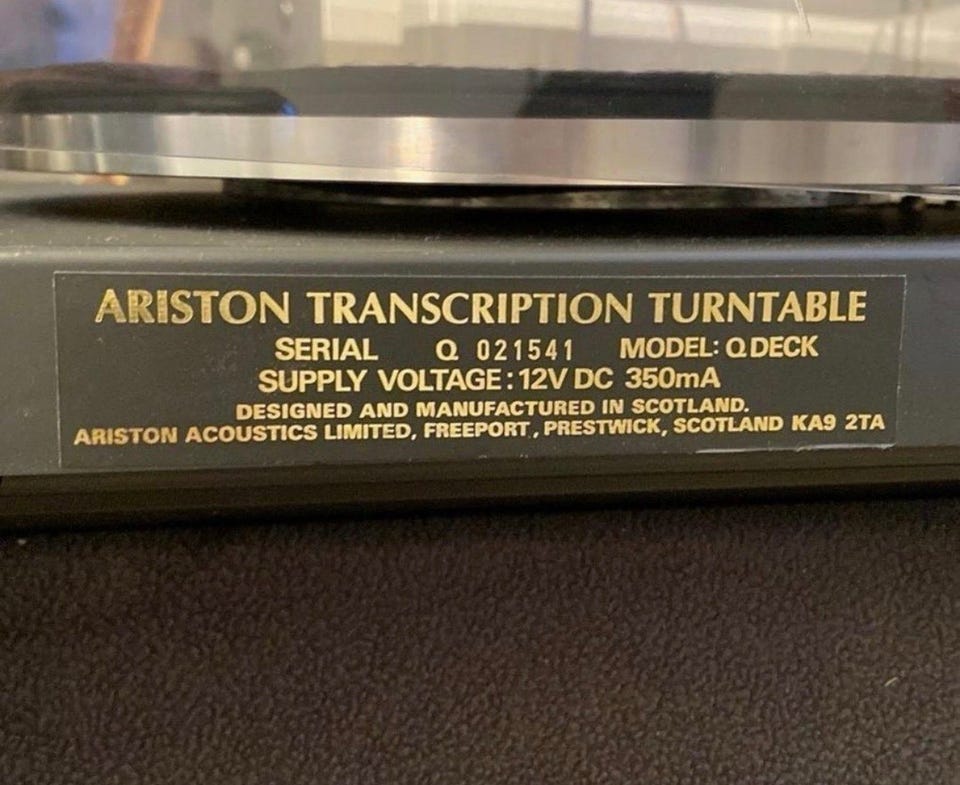 ARISTON TRANSCRIPTION TURNTABLE
SERIAL Q 021541 MODEL: Q DECK
SUPPLY VOLTAGE: 12V DC 350mA
DESIGNED AND MANUFACTURED IN SCOTLAND.
ARISTON ACOUSTICS LIMITED, FREEPORT, PRESTWICK, SCOTLAND KA9 2TA